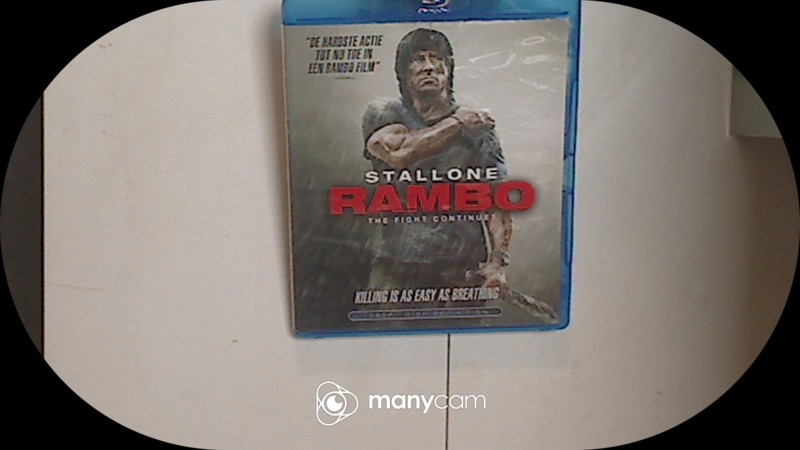 "DE HARDSTE ACTIE
TOT NU TOE IN
EEN RAMBO FILM"
STALLONE
RAMBO
THE FIGHT CONTINUES
KILLING IS AS EASY AS BREATHING
manycam